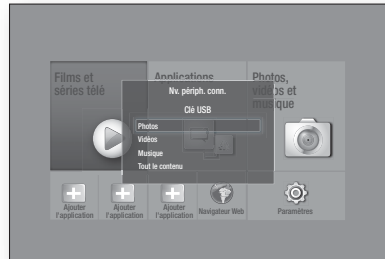 Films et
séries télé
Applications
Photos,
vidéos et
musique
Nv. périph. conn.
Clè USB
Photos
Vidéos
Musique
Tout le contenu
Ajouter
l'application
Ajouter
l'application
Ajouter
l'application
Navigateur Web
Paramètres